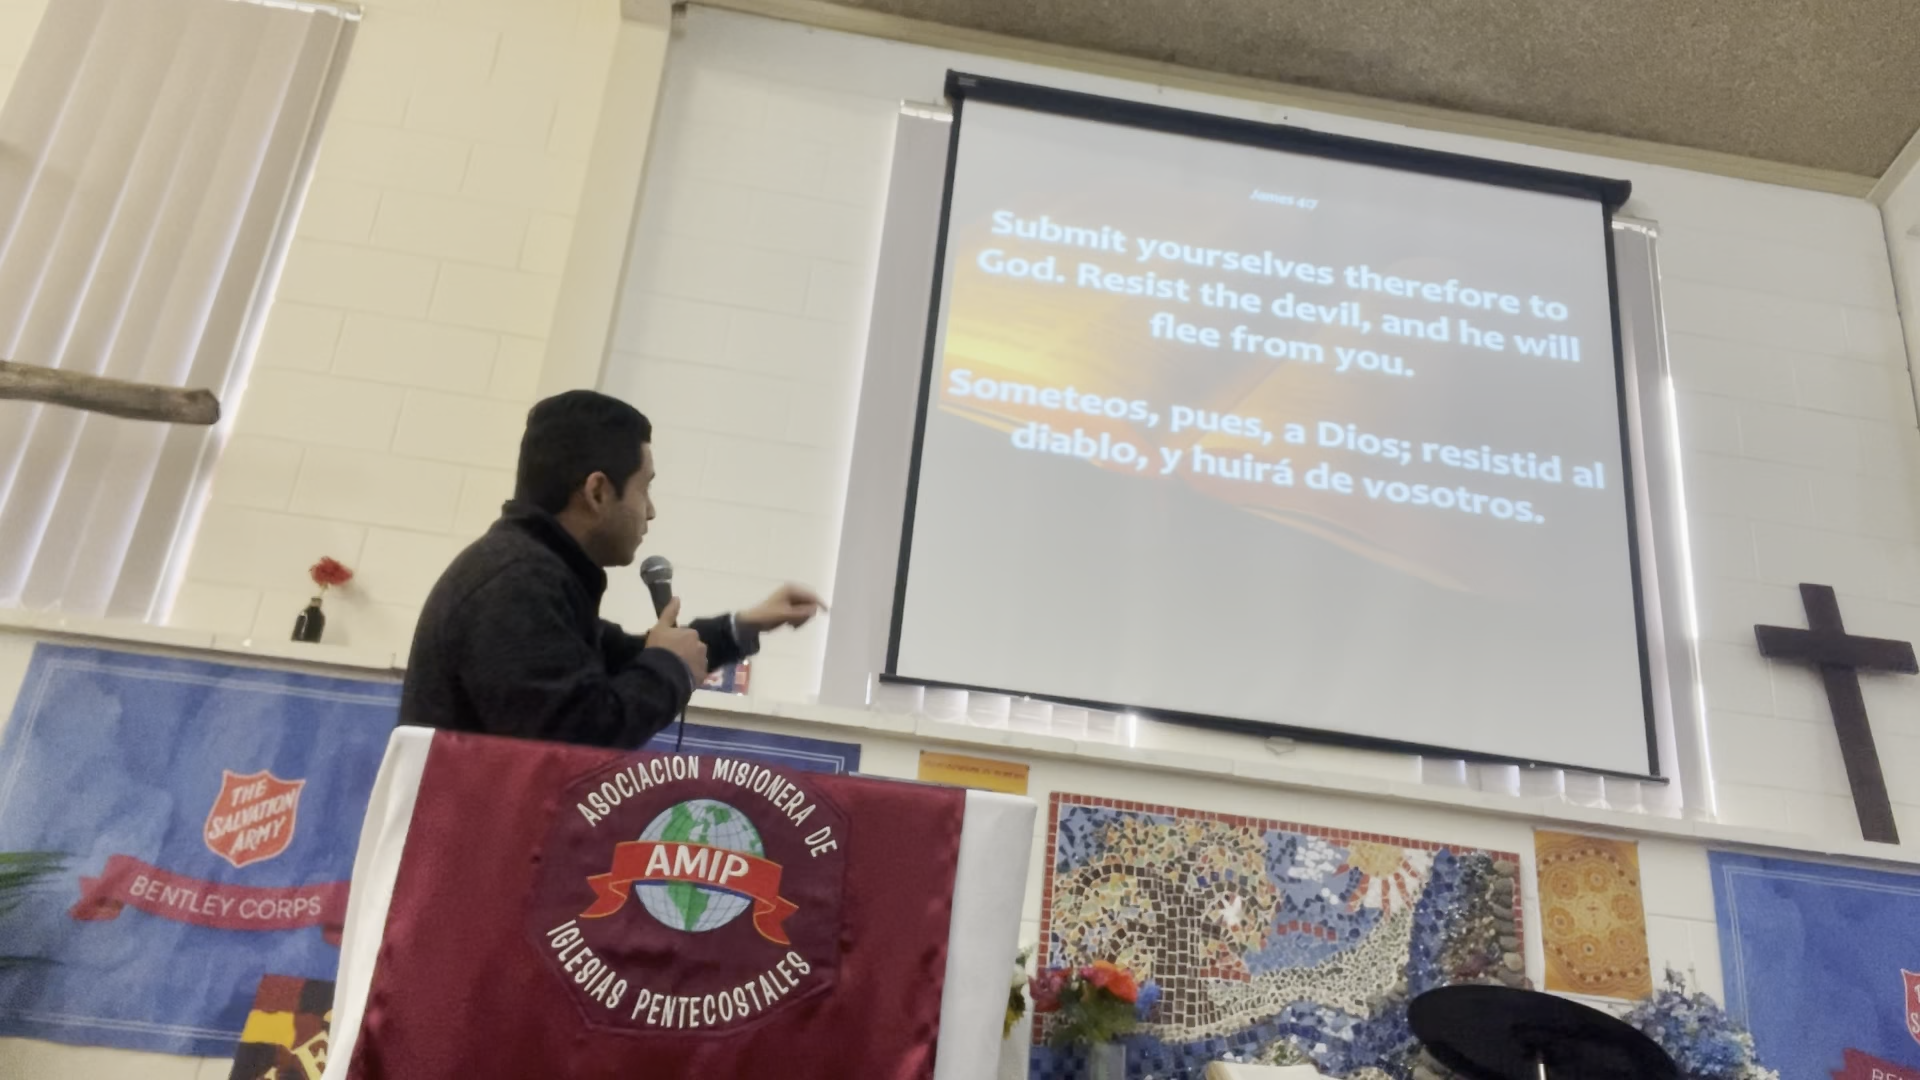 James 4:7
Submit yourselves therefore to
God. Resist the devil, and he will
flee from you.
Someteos, pues, a Dios; resistid al
diablo, y huirá de vosotros.
THE
SALVATION
ARMY
BENTLEY CORPS
ASOCIACION MISIONERA DE
AMIP
IGLESIAS PENTECOSTALES